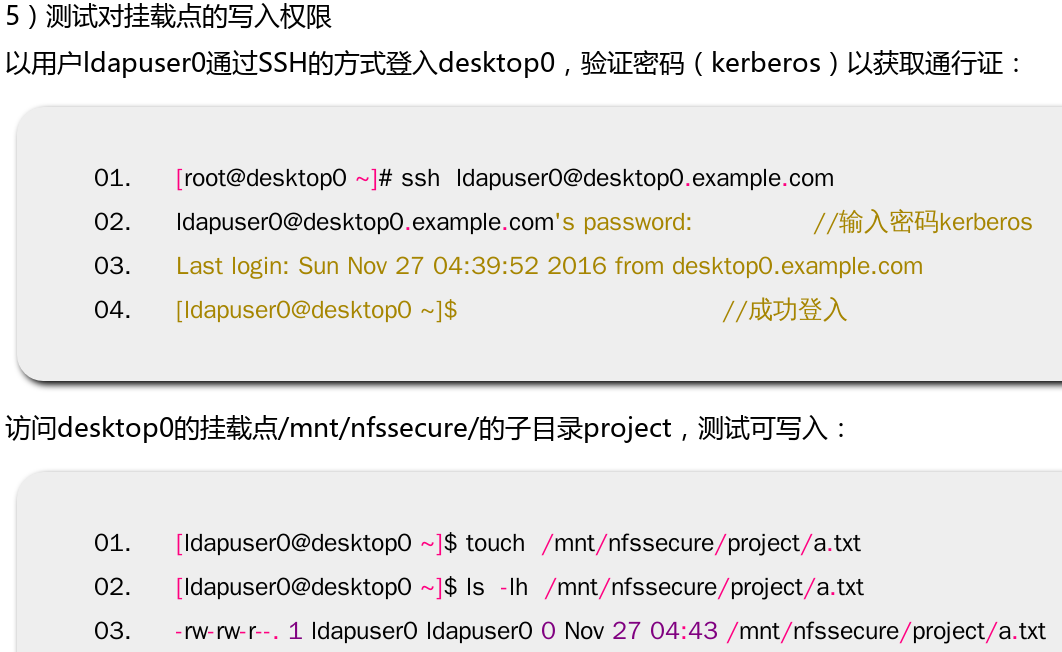 5）测试对挂载点的写入权限
以用户ldapuser0通过SSH的方式登入desktop0，验证密码（kerberos）以获取通行证：
01. [root@desktop0 ~]# ssh  ldapuser0@desktop0.example.com
02. ldapuser0@desktop0.example.com's password: //输入密码kerberos
03. Last login: Sun Nov 27 04:39:52 2016 from desktop0.example.com
04. [ldapuser0@desktop0 ~]$ //成功登入
访问desktop0的挂载点/mnt/nfssecure/的子目录project，测试可写入：
01. [ldapuser0@desktop0 ~]$ touch  /mnt/nfssecure/project/a.txt
02. [ldapuser0@desktop0 ~]$ ls  -lh  /mnt/nfssecure/project/a.txt
03. -rw-rw-r--. 1 ldapuser0 ldapuser0 0 Nov 27 04:43 /mnt/nfssecure/project/a.txt